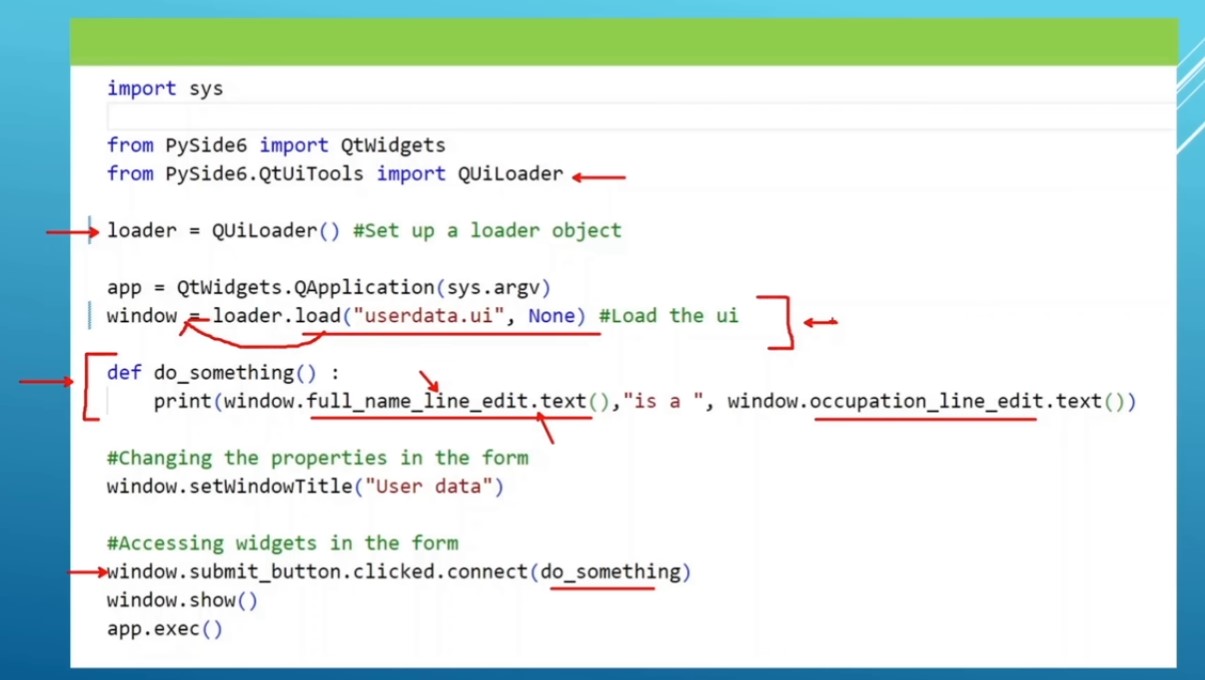 import sys
from PySide6 import QtWidgets
from PySide6.QtUiTools import QUiLoader
loader = QUiLoader() #Set up a loader object
app = QtWidgets.QApplication(sys.argv)
window = loader.load("userdata.ui", None) #Load the ui
def do_something() :
    print(window.full_name_line_edit.text(),"is a ", window.occupation_line_edit.text())
#Changing the properties in the form
window.setWindowTitle("User data")
#Accessing widgets in the form
window.submit_button.clicked.connect(do_something)
window.show()
app.exec()